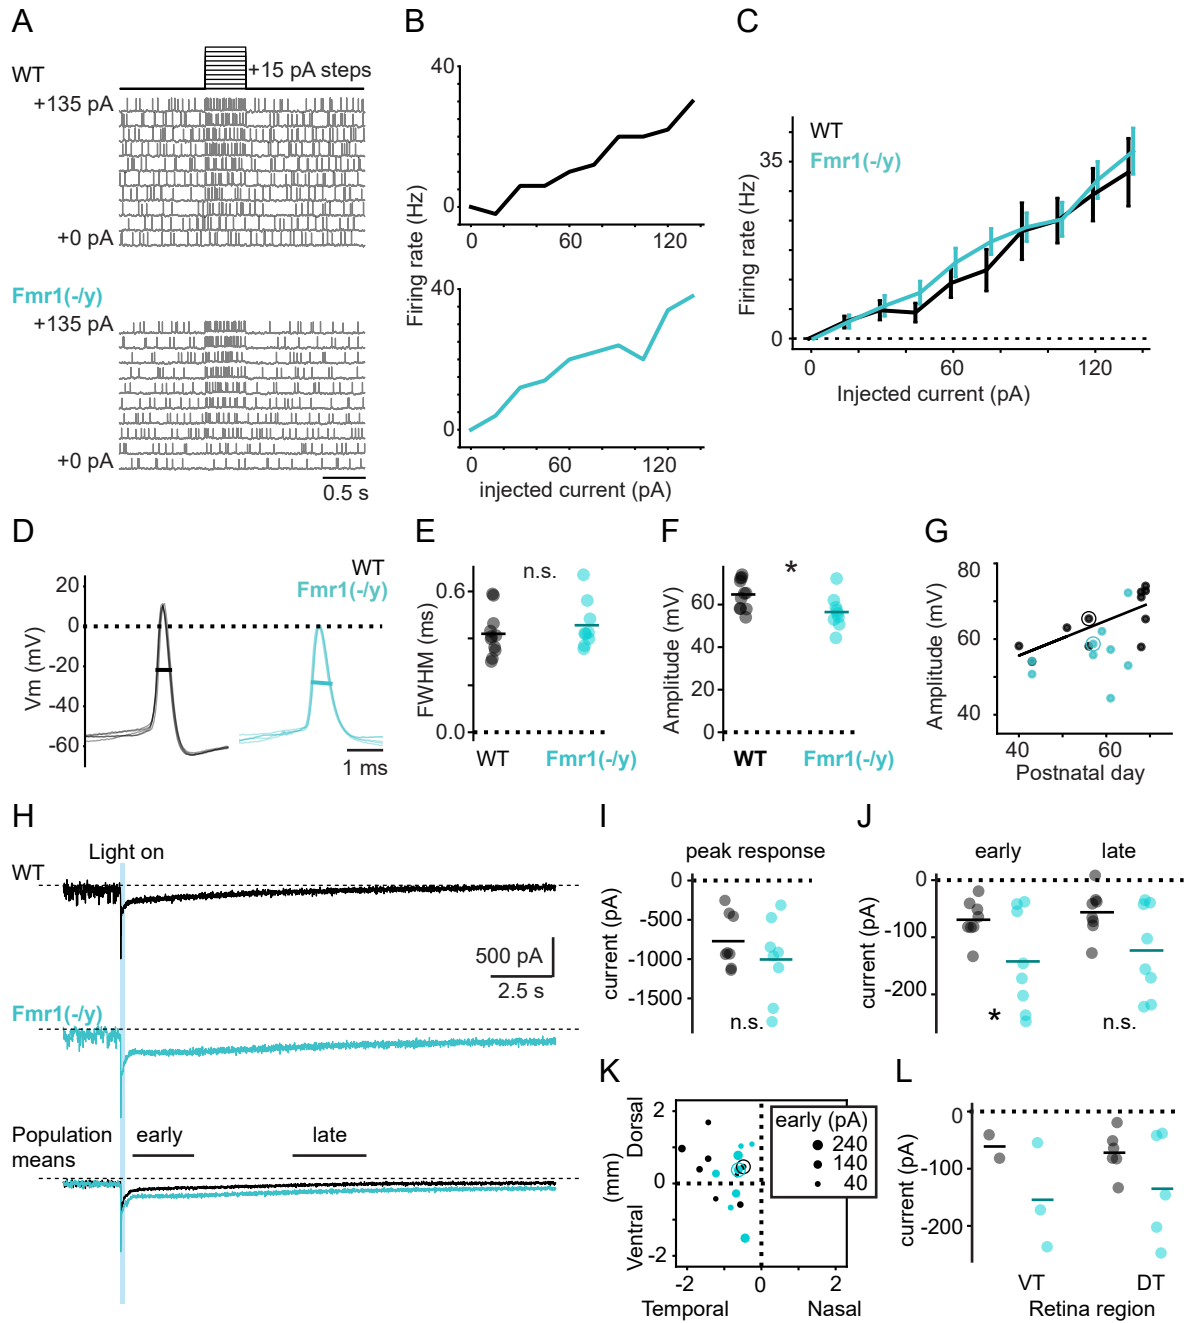 A
WT
+15 pA steps
+135 pA
+0 pA
Fmr1(-/y)
+135 pA
+0 pA
0.5 s
B
40
0
0
60
120
Firing rate (Hz)
40
0
0
60
120
injected current (pA)
C
WT
Fmr1(-/y)
35
0
Firing rate (Hz)
0
60
120
Injected current (pA)
D
WT
Fmr1(-/y)
20
0
-20
-40
-60
Vm (mV)
1 ms
E
n.s.
0.6
0.0
FWHM (ms)
WT
Fmr1(-/y)
F
*
60
40
20
0
Amplitude (mV)
WT
Fmr1(-/y)
G
80
60
40
Amplitude (mV)
40
60
Postnatal day
H
Light on
WT
500 pA
2.5 s
Fmr1(-/y)
Population
means
early
late
I
peak response
0
-500
-1000
-1500
current (pA)
n.s.
J
early
late
0
-100
-200
current (pA)
*
n.s.
K
2
0
-2
Ventral
Dorsal
(mm)
early (pA)
240
140
40
-2
0
2
Temporal
Nasal
L
0
-100
-200
current (pA)
VT
DT
Retina region